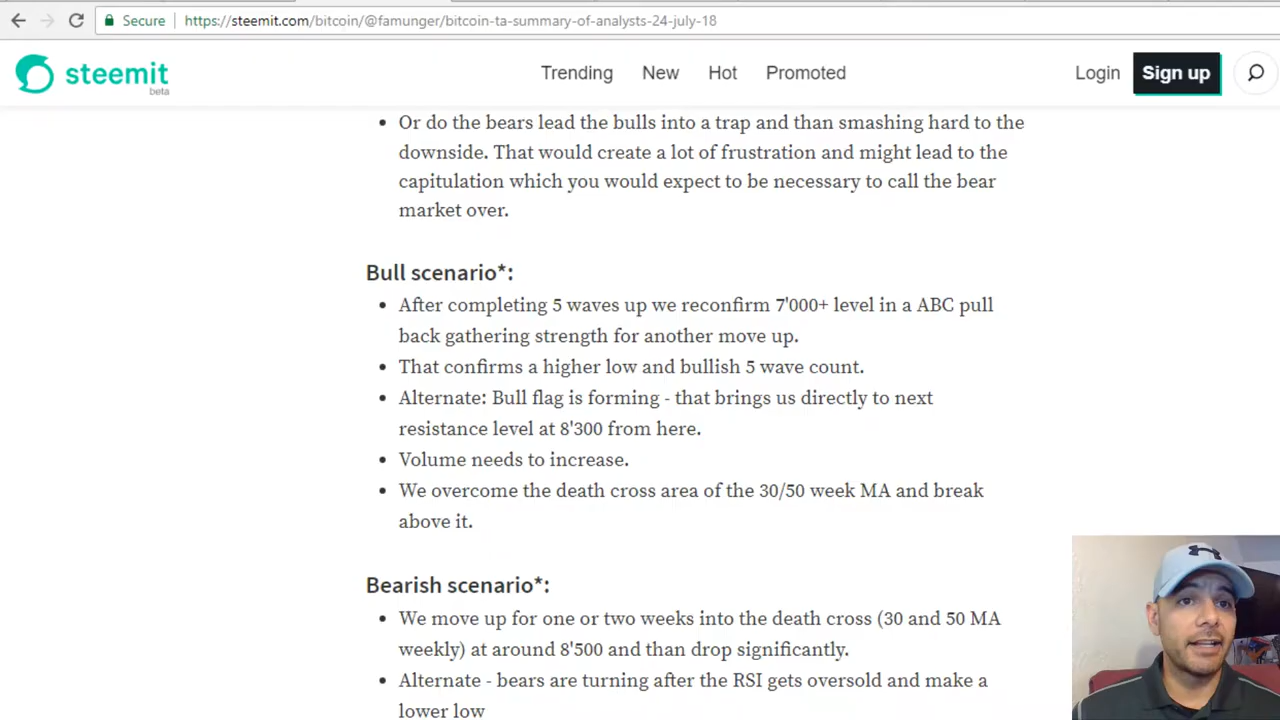 Secure
https://steemit.com/bitcoin/@famunger/bitcoin-ta-summary-of-analysts-24-july-18
steemit
beta
Trending New Hot Promoted
Login Sign up
• Or do the bears lead the bulls into a trap and than smashing hard to the
downside. That would create a lot of frustration and might lead to the
capitulation which you would expect to be necessary to call the bear
market over.
Bull scenario*:
• After completing 5 waves up we reconfirm 7'000+ level in a ABC pull
back gathering strength for another move up.
• That confirms a higher low and bullish 5 wave count.
• Alternate: Bull flag is forming - that brings us directly to next
resistance level at 8'300 from here.
• Volume needs to increase.
• We overcome the death cross area of the 30/50 week MA and break
above it.
Bearish scenario*:
• We move up for one or two weeks into the death cross (30 and 50 MA
weekly) at around 8'500 and than drop significantly.
• Alternate - bears are turning after the RSI gets oversold and make a
lower low